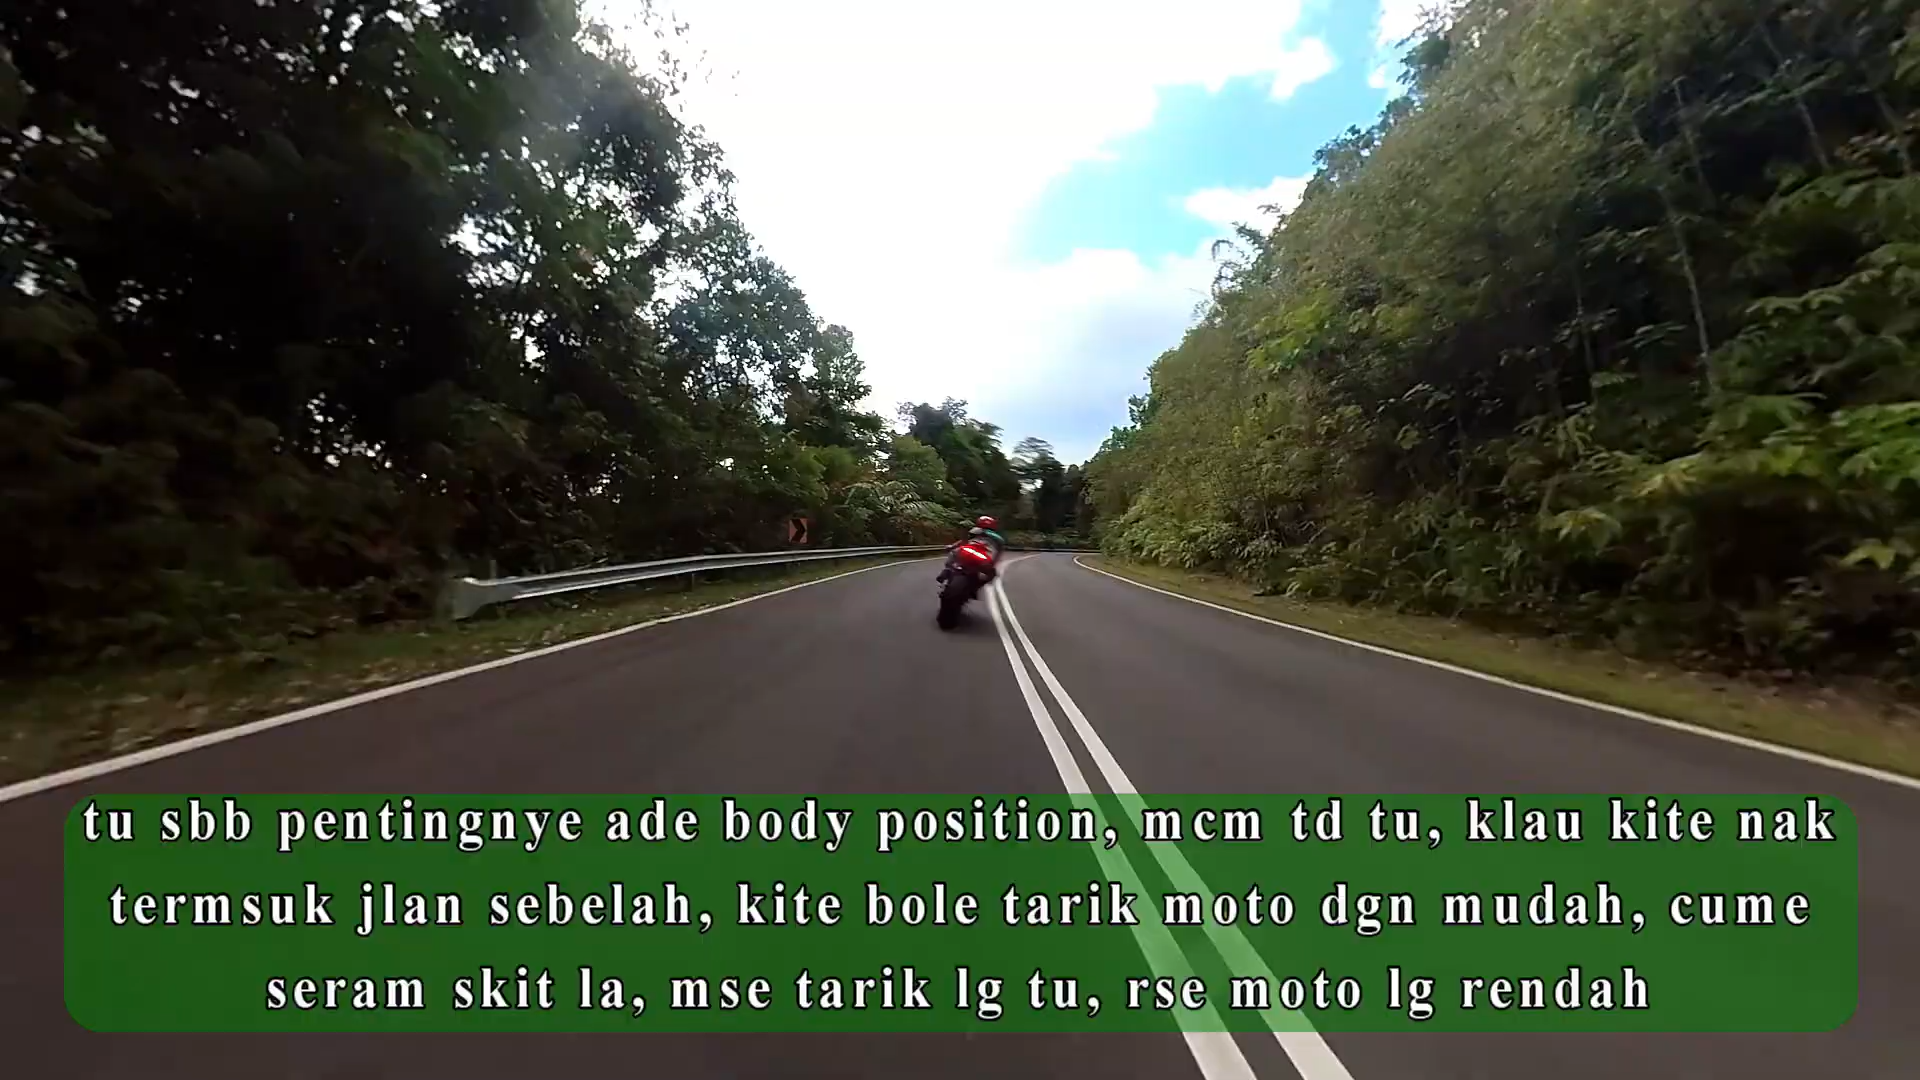 tu sbb pentingnye ade body position, mcm td tu, klau kite nak
termsuk jlan sebelah, kite bole tarik moto dgn mudah, cume
seram skit la, mse tarik lg tu, rse moto lg rendah